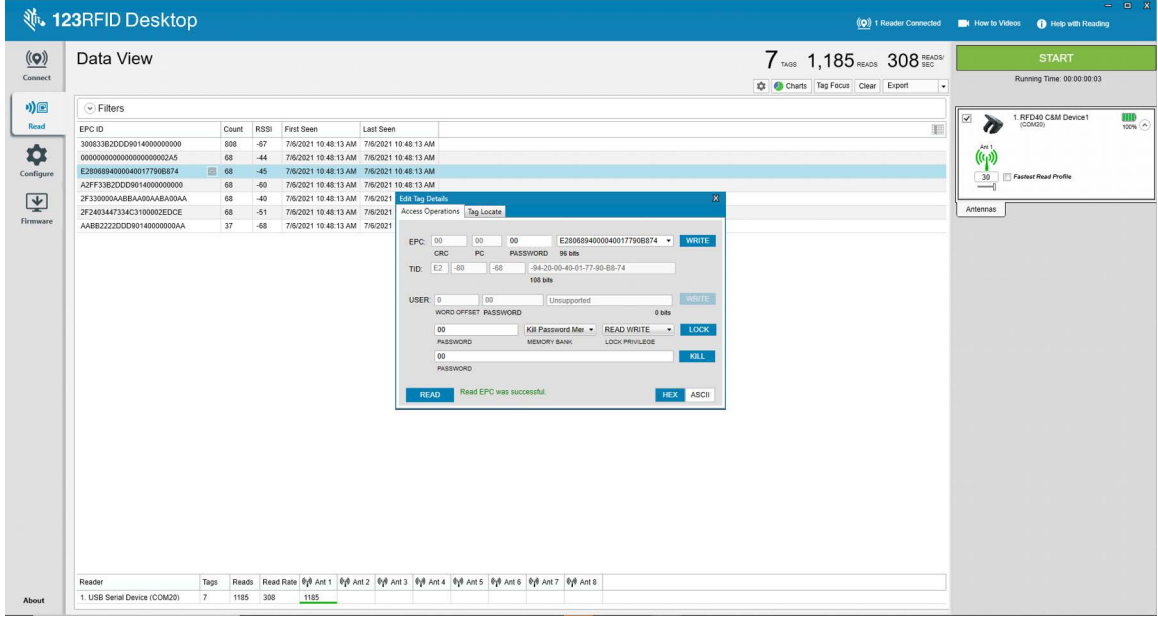 123RFID Desktop
1 Reader Connected
How to Videos
Help with Reading
Connect
Read
Configure
Firmware
About
Data View
7 TAGS 1,185 READS 308 READS/SEC
Charts Tag Focus Clear Export
START
Running Time: 00:00:00:03
Filters
EPC ID Count RSSI First Seen Last Seen
300833B2DDD9014000000000 808 -67 7/6/2021 10:48:13 AM 7/6/2021 10:48:13 AM
0000000000000000000002A5 68 -44 7/6/2021 10:48:13 AM 7/6/2021 10:48:13 AM
E2806894000040017790B874 68 -45 7/6/2021 10:48:13 AM 7/6/2021 10:48:13 AM
A2FF33B2DDD9014000000000 68 -60 7/6/2021 10:48:13 AM 7/6/2021 10:48:13 AM
2F330000AABBAA00AABA00AA 68 -40 7/6/2021 10:48:13 AM 7/6/2021
2F2403447334C3100002EDCE 68 -51 7/6/2021 10:48:13 AM 7/6/2021
AABB2222DDD90140000000AA 37 -68 7/6/2021 10:48:13 AM 7/6/2021
1. RFD40 C&M Device1
(COM20)
100%
Ant 1
30 Fastest Read Profile
Antennas
Edit Tag Details X
Access Operations Tag Locate
EPC: 00 00 00 E2806894000040017790B874 WRITE
CRC PC PASSWORD 96 bits
TID: E2 -80 -68 -94-20-00-40-01-77-90-B8-74
108 bits
USER: 0 00 Unsupported WRITE
WORD OFFSET PASSWORD 0 bits
00 Kill Password Mer READ WRITE LOCK
PASSWORD MEMORY BANK LOCK PRIVILEGE
00 KILL
PASSWORD
READ Read EPC was successful. HEX ASCII
Reader Tags Reads Read Rate Ant 1 Ant 2 Ant 3 Ant 4 Ant 5 Ant 6 Ant 7 Ant 8
1. USB Serial Device (COM20) 7 1185 308 1185